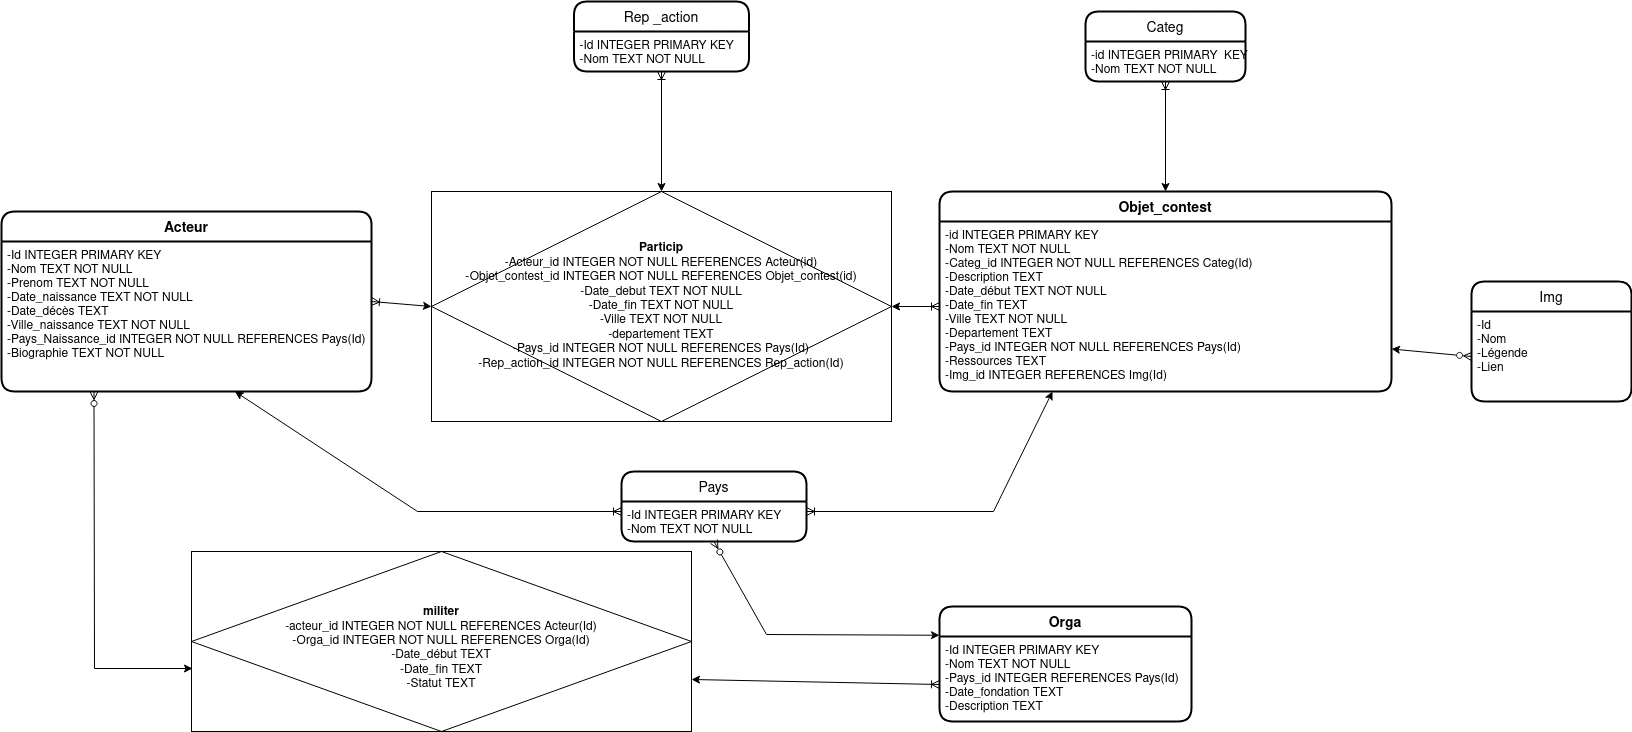 Rep _action
-Id INTEGER PRIMARY KEY
-Nom TEXT NOT NULL
Categ
-id INTEGER PRIMARY  KEY
-Nom TEXT NOT NULL
Acteur
-Id INTEGER PRIMARY KEY
-Nom TEXT NOT NULL
-Prenom TEXT NOT NULL
-Date_naissance TEXT NOT NULL
-Date_décès TEXT
-Ville_naissance TEXT NOT NULL
-Pays_Naissance_id INTEGER NOT NULL REFERENCES Pays(Id)
-Biographie TEXT NOT NULL
Particip
-Acteur_id INTEGER NOT NULL REFERENCES Acteur(id)
-Objet_contest_id INTEGER NOT NULL REFERENCES Objet_contest(id)
-Date_debut TEXT NOT NULL
-Date_fin TEXT NOT NULL
-Ville TEXT NOT NULL
-departement TEXT
-Pays_id INTEGER NOT NULL REFERENCES Pays(Id)
-Rep_action_id INTEGER NOT NULL REFERENCES Rep_action(Id)
Objet_contest
-id INTEGER PRIMARY KEY
-Nom TEXT NOT NULL
-Categ_id INTEGER NOT NULL REFERENCES Categ(Id)
-Description TEXT
-Date_début TEXT NOT NULL
-Date_fin TEXT
-Ville TEXT NOT NULL
-Departement TEXT
-Pays_id INTEGER NOT NULL REFERENCES Pays(Id)
-Ressources TEXT
-Img_id INTEGER REFERENCES Img(Id)
Img
-Id
-Nom
-Légende
-Lien
Pays
-Id INTEGER PRIMARY KEY
-Nom TEXT NOT NULL
militer
-acteur_id INTEGER NOT NULL REFERENCES Acteur(Id)
-Orga_id INTEGER NOT NULL REFERENCES Orga(Id)
-Date_début TEXT
-Date_fin TEXT
-Statut TEXT
Orga
-Id INTEGER PRIMARY KEY
-Nom TEXT NOT NULL
-Pays_id INTEGER REFERENCES Pays(Id)
-Date_fondation TEXT
-Description TEXT